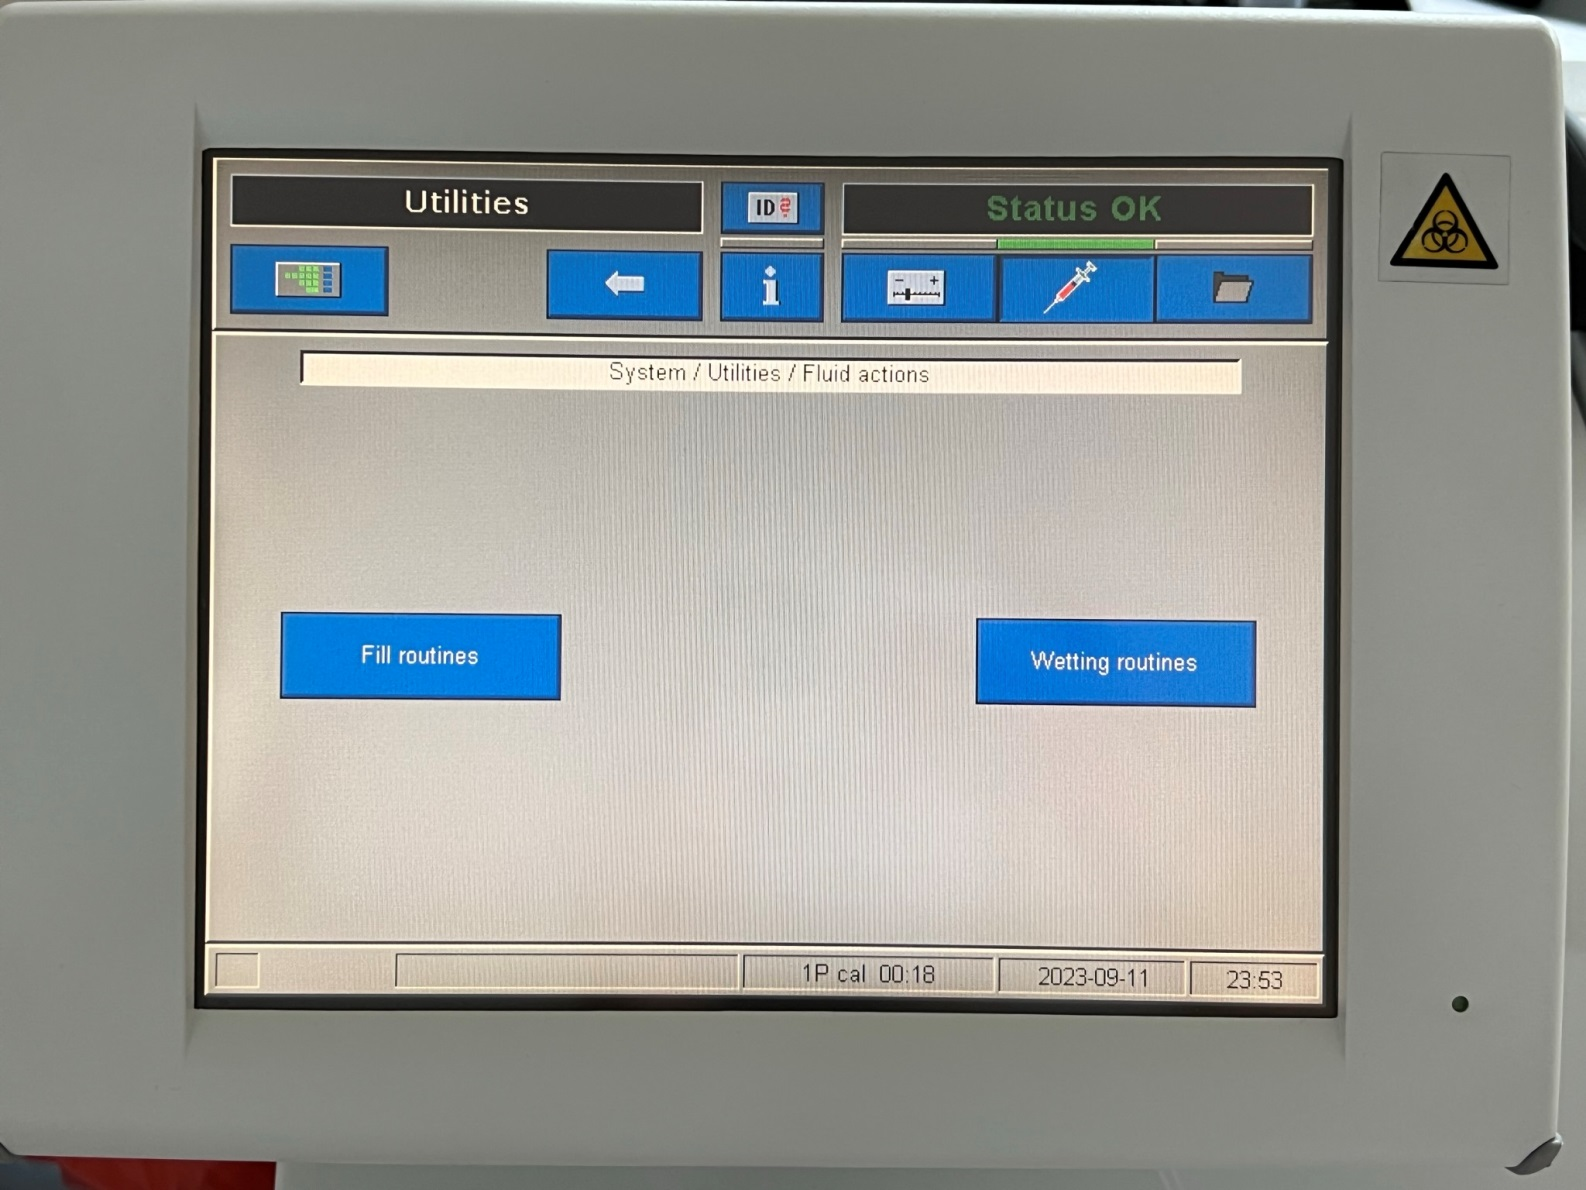 Utilities
ID?
Status OK
System / Utilities / Fluid actions
Fill routines
Wetting routines
1P cal 00:18
2023-09-11
23:53